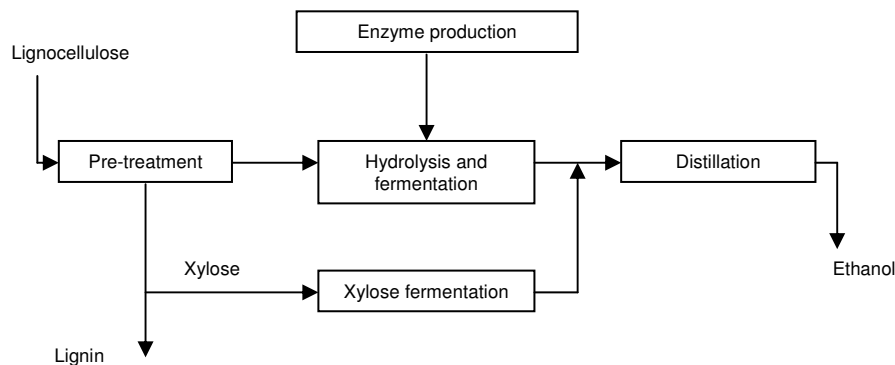 Enzyme production
Lignocellulose
Pre-treatment
Hydrolysis and
fermentation
Distillation
Xylose
Xylose fermentation
Ethanol
Lignin